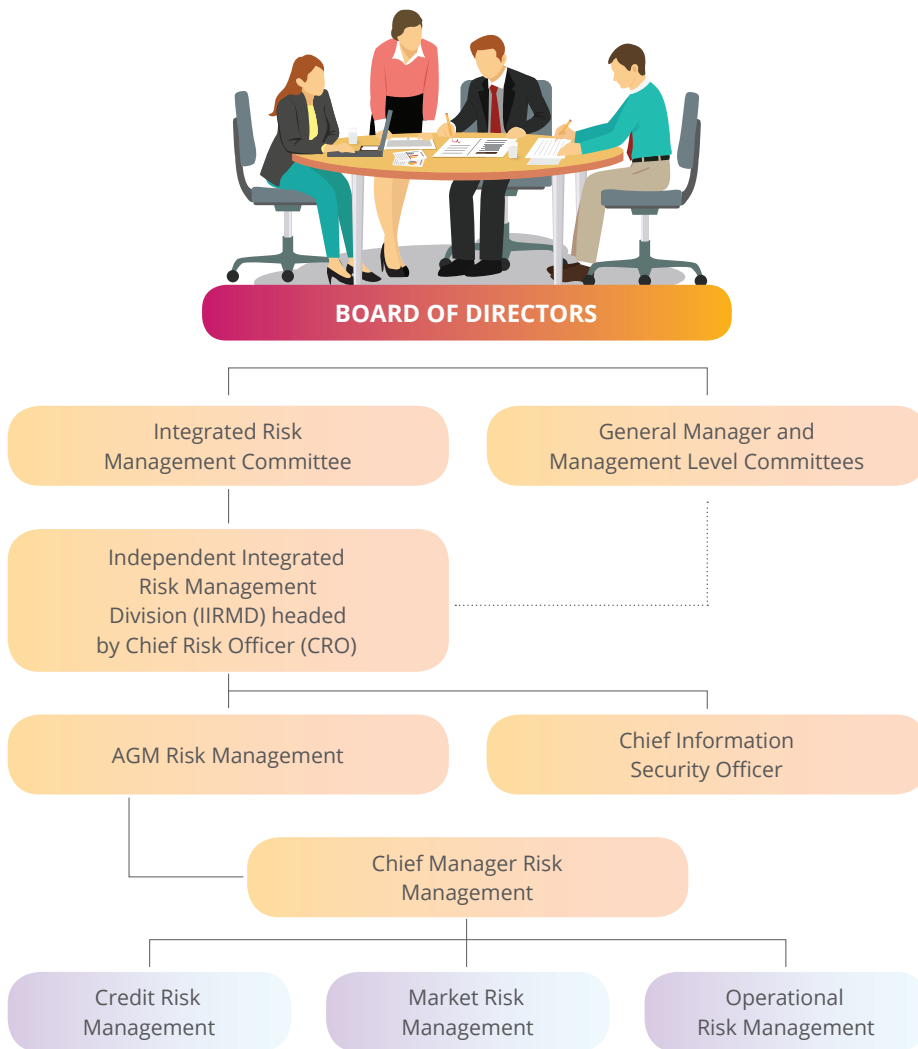 BOARD OF DIRECTORS
Integrated Risk
Management Committee
General Manager and
Management Level Committees
Independent Integrated
Risk Management
Division (IIRMD) headed
by Chief Risk Officer (CRO)
AGM Risk Management
Chief Information
Security Officer
Chief Manager Risk
Management
Credit Risk
Management
Market Risk
Management
Operational
Risk Management